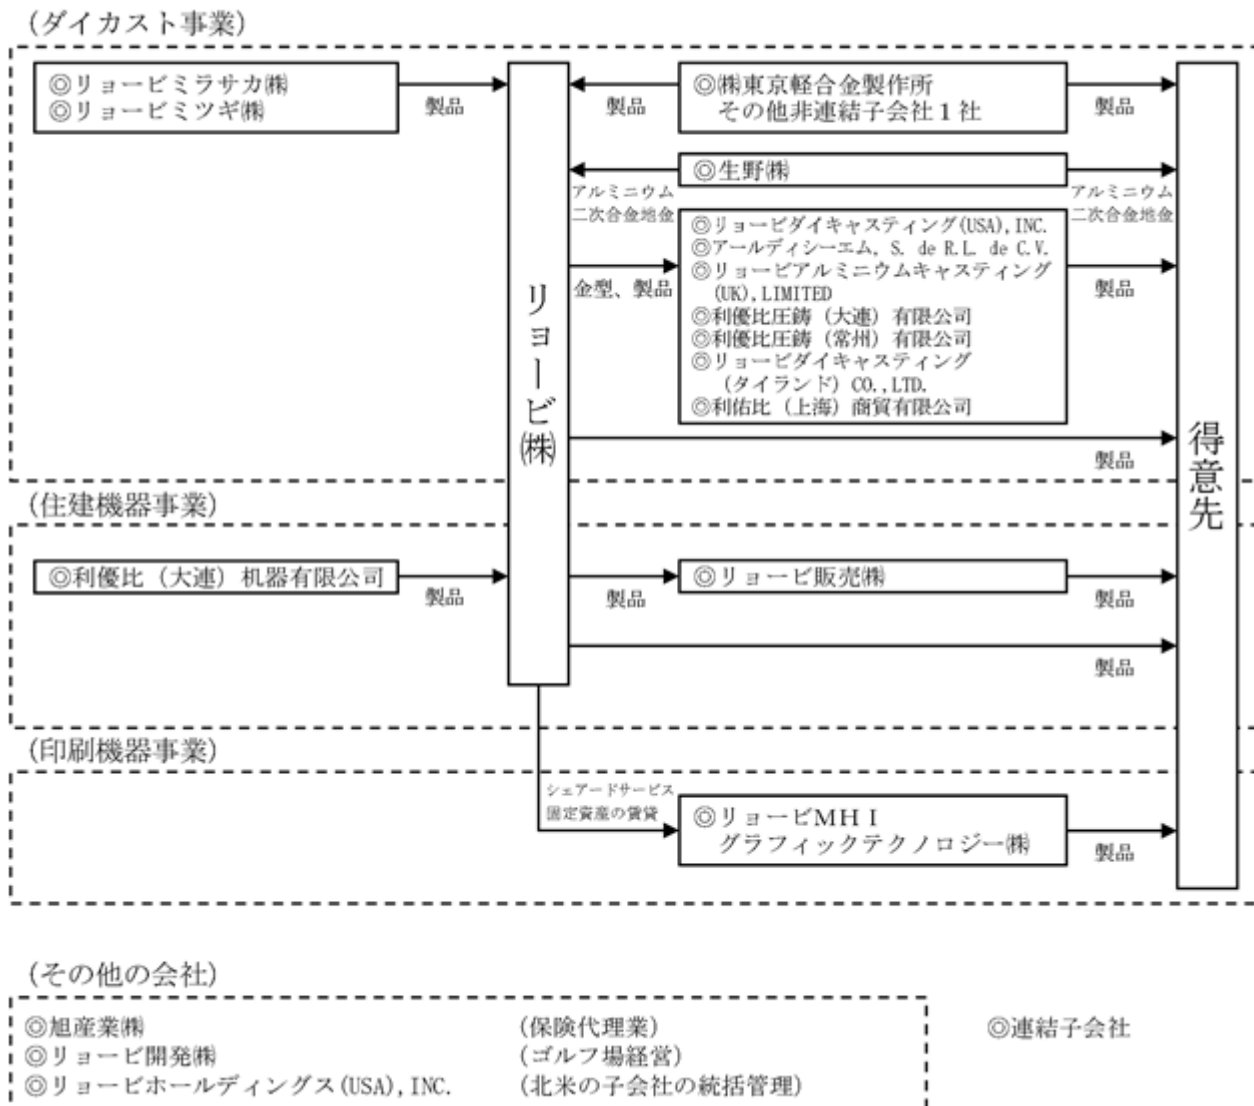 (ダイカスト事業)
◎リョービミラサカ㈱
◎リョービミツギ㈱
製品
製品
◎㈱東京軽合金製作所
その他非連結子会社１社
製品
◎生野㈱
アルミニウム
二次合金地金
アルミニウム
二次合金地金
◎リョービダイキャスティング(USA),INC.
◎アールディシーエム, S. de R.L. de C.V.
◎リョービアルミニウムキャスティング
(UK),LIMITED
◎利優比圧鋳（大連）有限公司
◎利優比圧鋳（常州）有限公司
◎リョービダイキャスティング
（タイランド）CO.,LTD.
◎利佑比（上海）商貿有限公司
金型、製品
製品
リョービ㈱
製品
得意先
(住建機器事業)
◎利優比（大連）机器有限公司
製品
製品
◎リョービ販売㈱
製品
製品
(印刷機器事業)
シェアードサービス
固定資産の賃貸
◎リョービＭＨＩ
グラフィックテクノロジー㈱
製品
(その他の会社)
◎旭産業㈱ (保険代理業)
◎リョービ開発㈱ (ゴルフ場経営)
◎リョービホールディングス(USA),INC. (北米の子会社の統括管理)
◎連結子会社